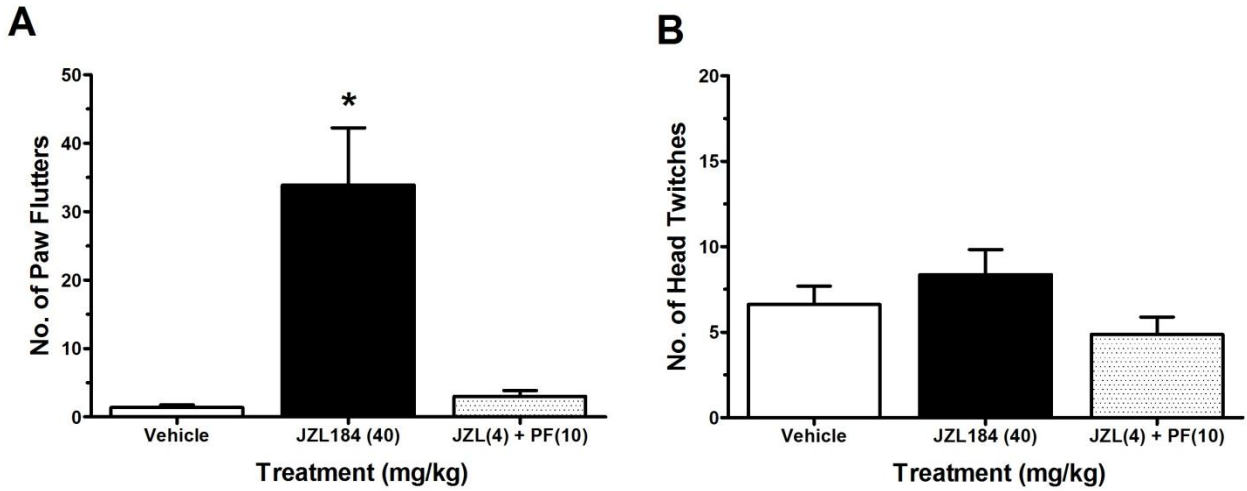 A
No. of Paw Flutters
50
40
30
20
10
0
*
Vehicle
JZL184 (40)
JZL(4) + PF(10)
Treatment (mg/kg)
B
No. of Head Twitches
20
15
10
5
0
Vehicle
JZL184 (40)
JZL(4) + PF(10)
Treatment (mg/kg)